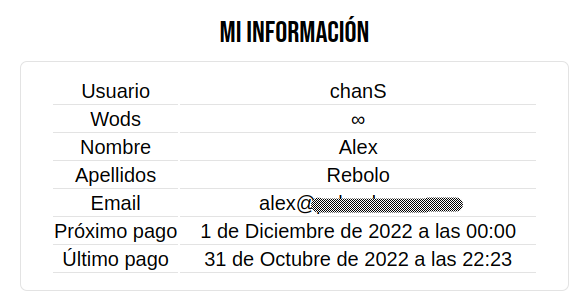 MI INFORMACIÓN
Usuario chanS
Wods ∞
Nombre Alex
Apellidos Rebolo
Email alex@
Próximo pago 1 de Diciembre de 2022 a las 00:00
Último pago 31 de Octubre de 2022 a las 22:23